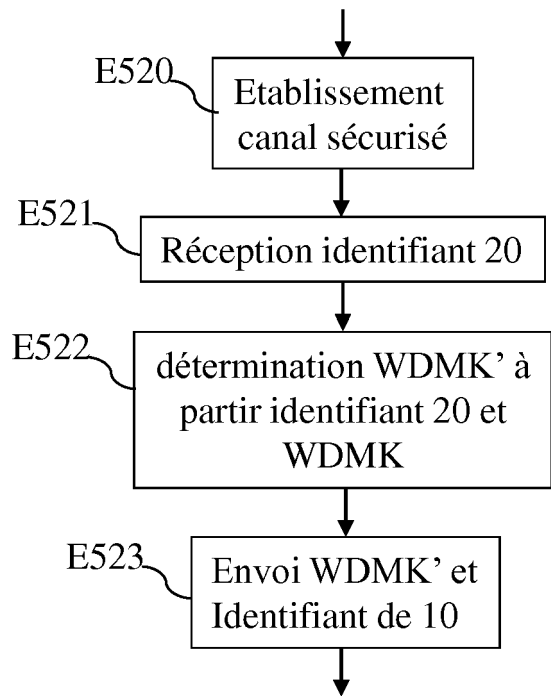 E520
Etablissement
canal sécurisé
E521
Réception identifiant 20
E522
détermination WDMK’ à
partir identifiant 20 et
WDMK
E523
Envoi WDMK’ et
Identifiant de 10